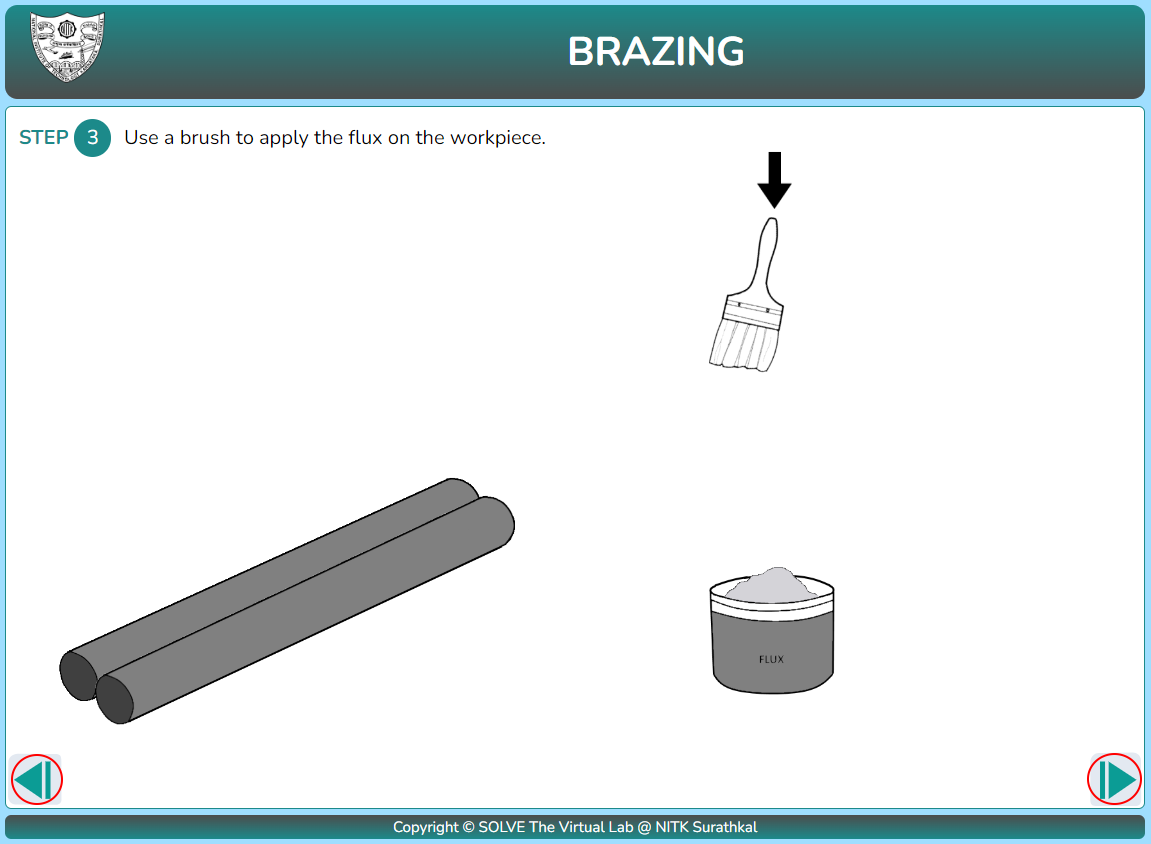 BRAZING
STEP 3 Use a brush to apply the flux on the workpiece.
FLUX
Copyright © SOLVE The Virtual Lab @ NITK Surathkal